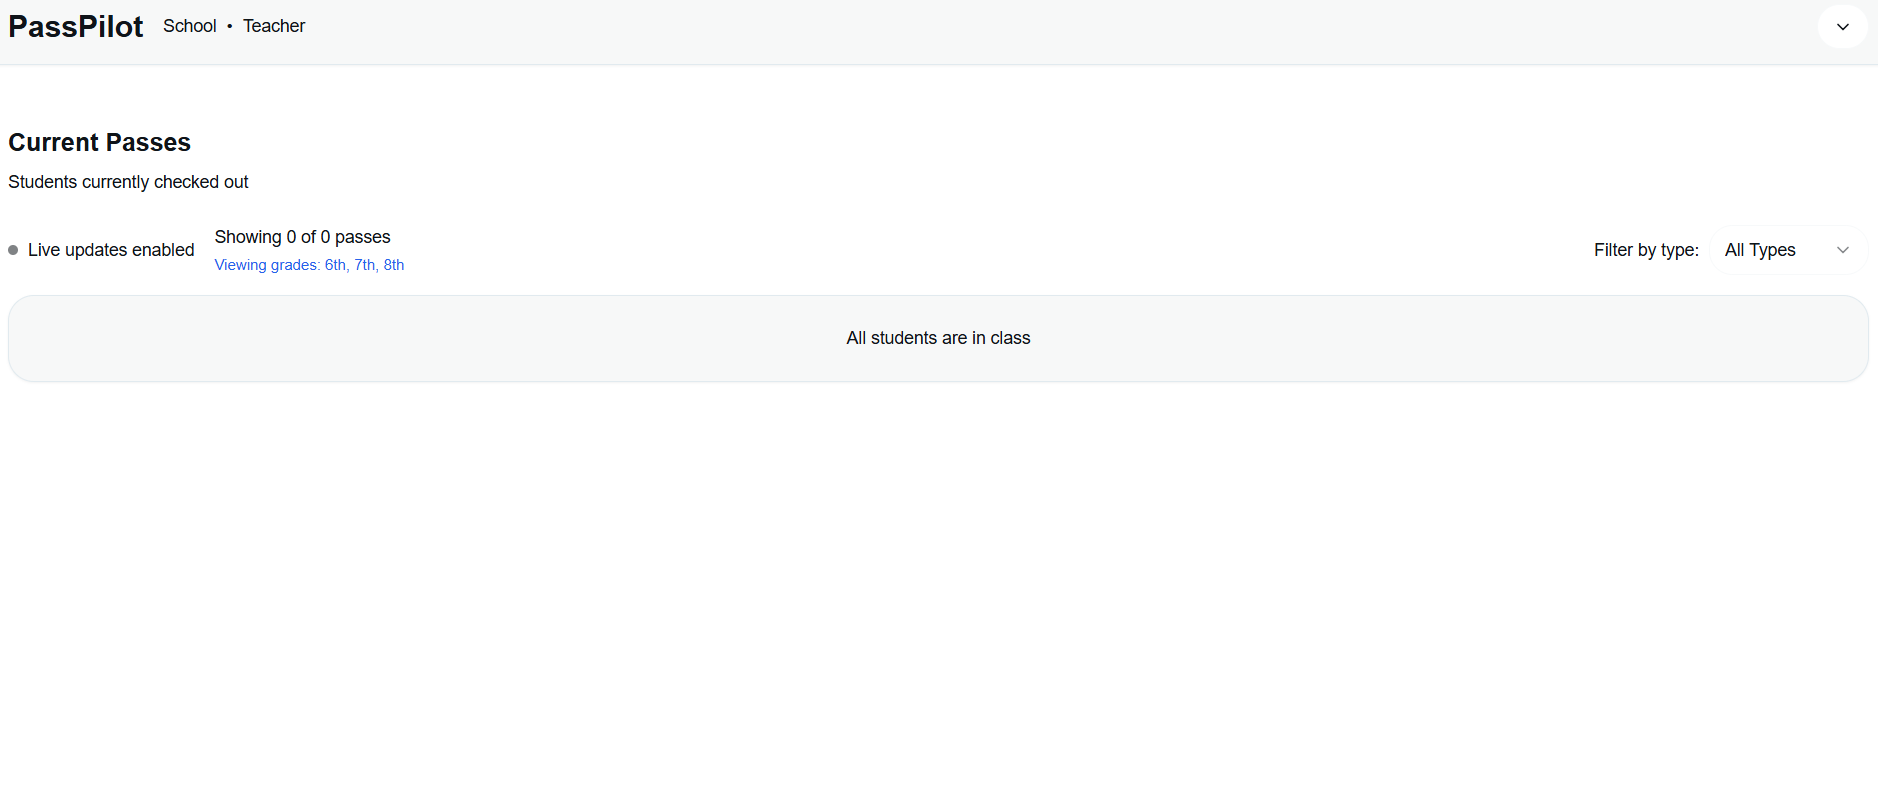 PassPilot School • Teacher
Current Passes
Students currently checked out
Live updates enabled
Showing 0 of 0 passes
Viewing grades: 6th, 7th, 8th
Filter by type: All Types
All students are in class